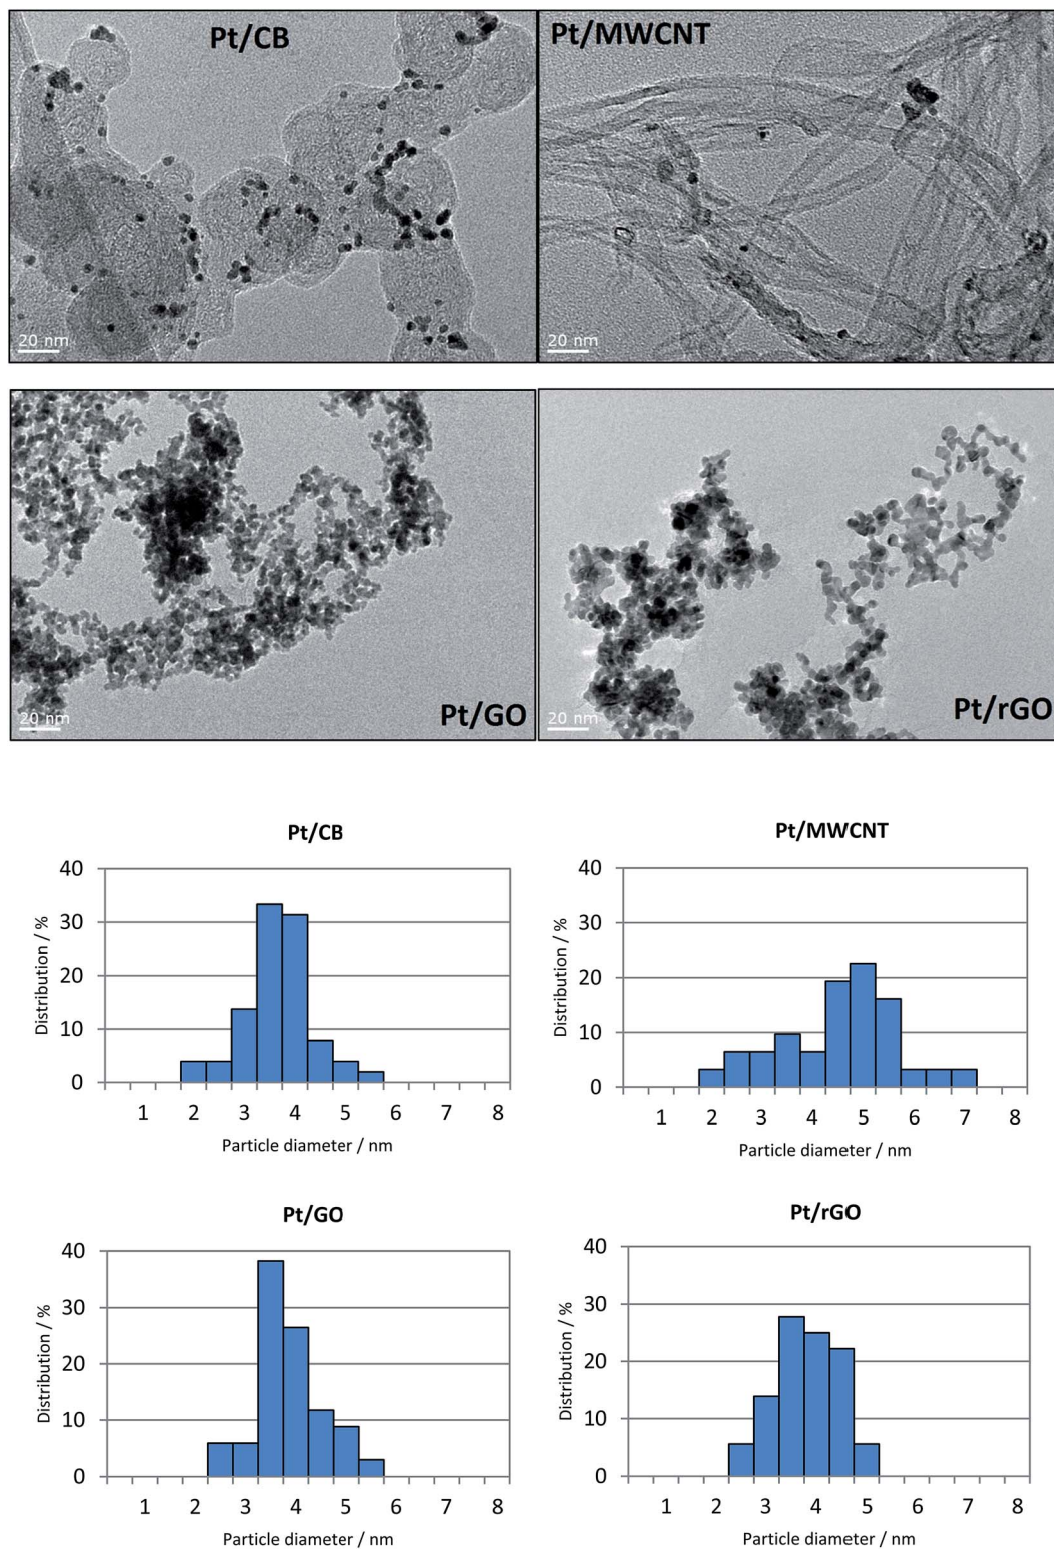 Pt/CB
Pt/MWCNT
20 nm
20 nm
Pt/GO
Pt/rGO
20 nm
20 nm
Pt/CB
Pt/MWCNT
Distribution / %
40
30
20
10
0
1 2 3 4 5 6 7 8
Particle diameter / nm
Distribution / %
40
30
20
10
0
1 2 3 4 5 6 7 8
Particle diameter / nm
Pt/GO
Pt/rGO
Distribution / %
40
30
20
10
0
1 2 3 4 5 6 7 8
Particle diameter / nm
Distribution / %
40
30
20
10
0
1 2 3 4 5 6 7 8
Particle diameter / nm